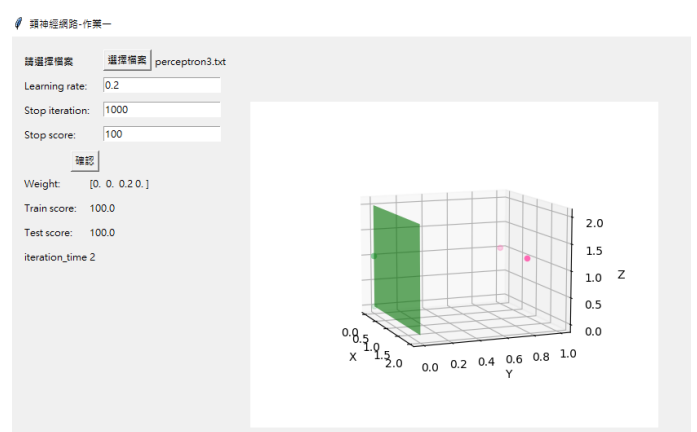 類神經網路-作業一
請選擇檔案 選擇檔案 perceptron3.txt
Learning rate: 0.2
Stop iteration: 1000
Stop score: 100
確認
Weight: [0. 0. 0.2 0. ]
Train score: 100.0
Test score: 100.0
iteration_time 2
2.0
1.5
1.0
0.5
0.0
Z
0.0
0.5
1.0
1.5
2.0
X
0.0 0.2 0.4 0.6 0.8 1.0
Y